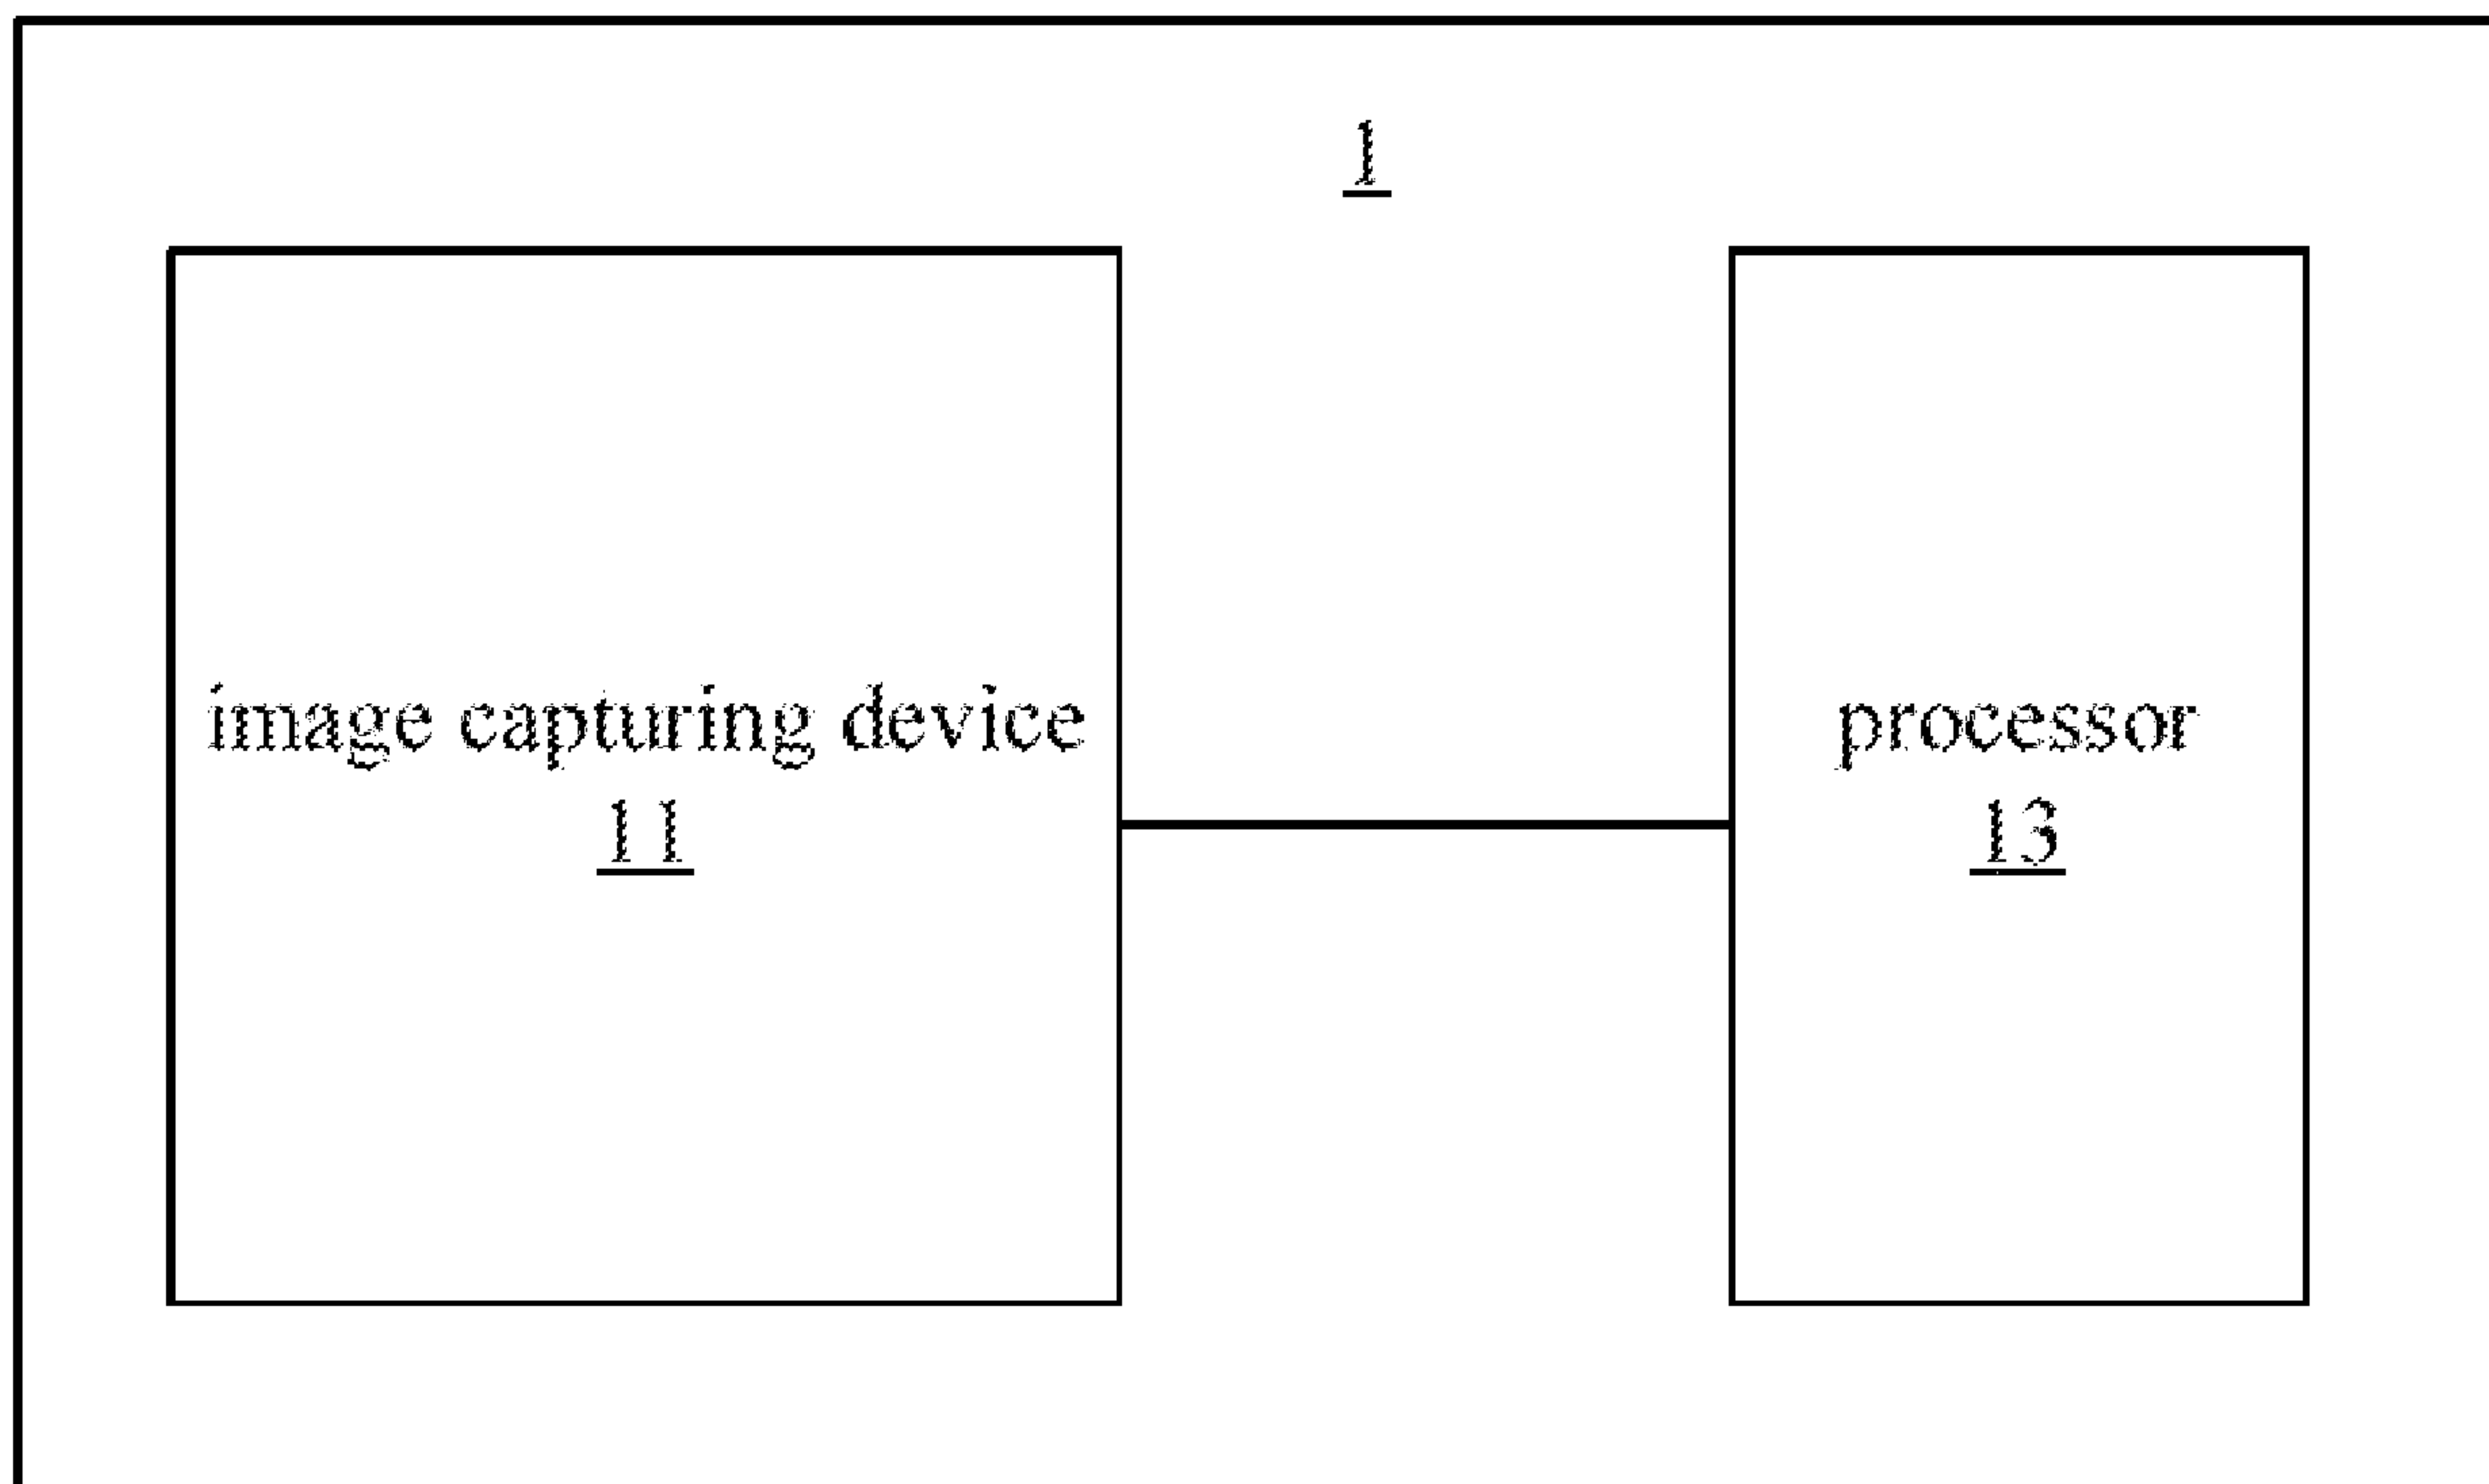 1
image capturing device
11
processor
13